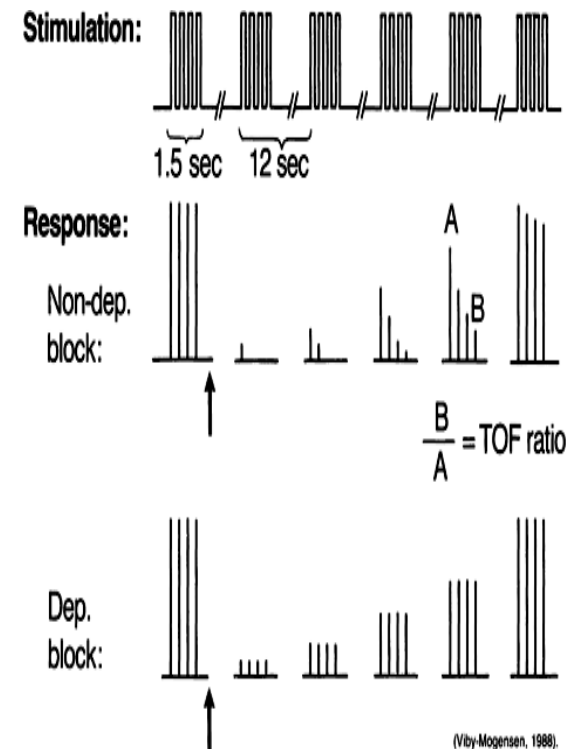 Stimulation:
1.5 sec 12 sec
Response:
A
Non-dep.
block:
B
B
A
= TOF ratio
Dep.
block:
(Viby-Mogensen, 1988).